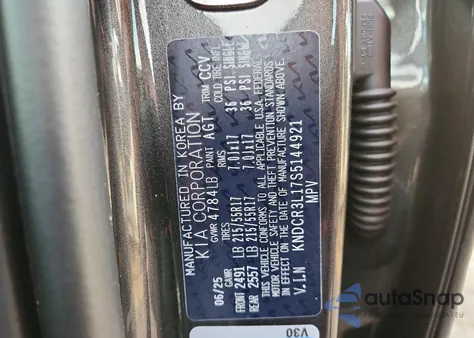 MANUFACTURED IN KOREA BY
KIA CORPORATION
GVWR 4784LB PAINT AGT TRIM CCV
06/25 GAWR TIRES RIMS COLD TIRE INFL.
FRONT 2491 LB 215/55R17 7.0Jx17 36 PSI SINGLE
REAR 2557 LB 215/55R17 7.0Jx17 36 PSI SINGLE
THIS VEHICLE CONFORMS TO ALL APPLICABLE U.S.A. FEDERAL
MOTOR VEHICLE SAFETY AND THEFT PREVENTION STANDARDS
IN EFFECT ON THE DATE OF MANUFACTURE SHOWN ABOVE.
V.I.N KNDCR3L17S5144921
MPV
V30
autoSnap